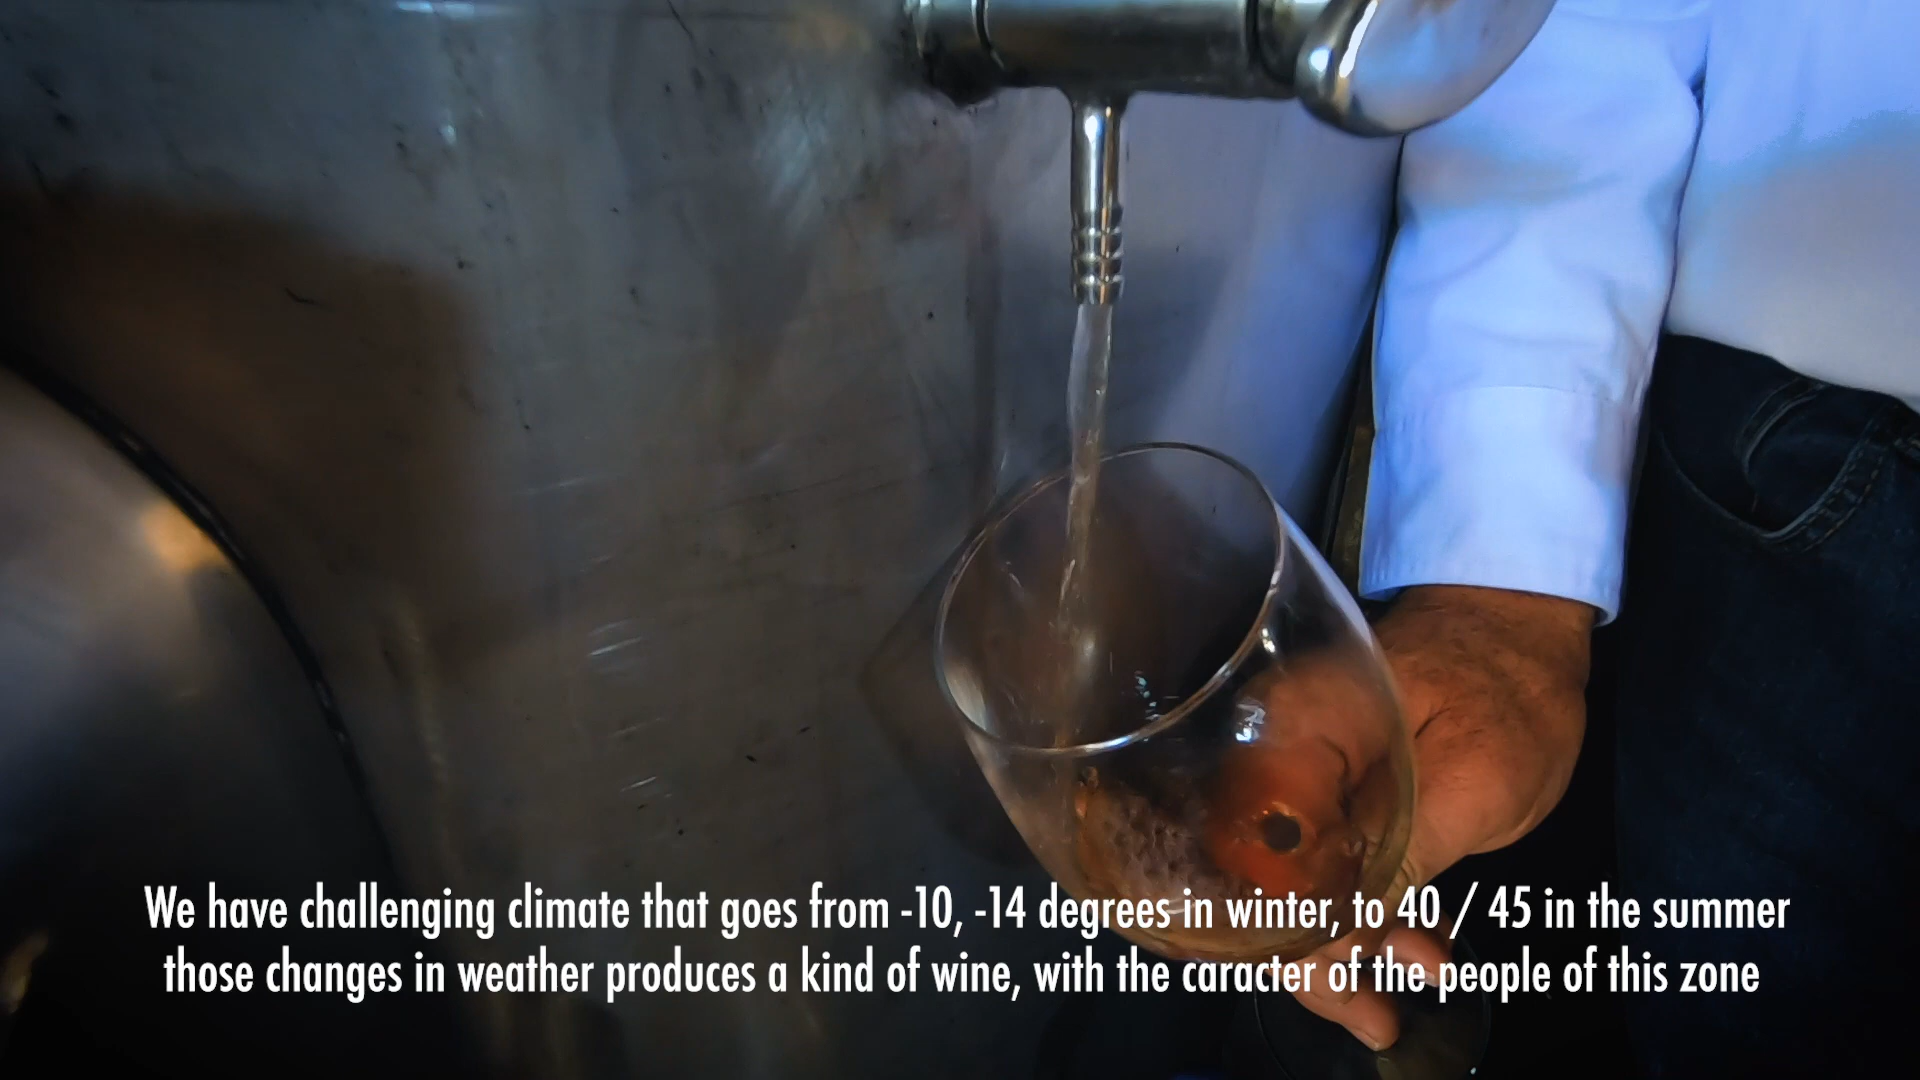 We have challenging climate that goes from -10, -14 degrees in winter, to 40 / 45 in the summer
those changes in weather produces a kind of wine, with the caracter of the people of this zone